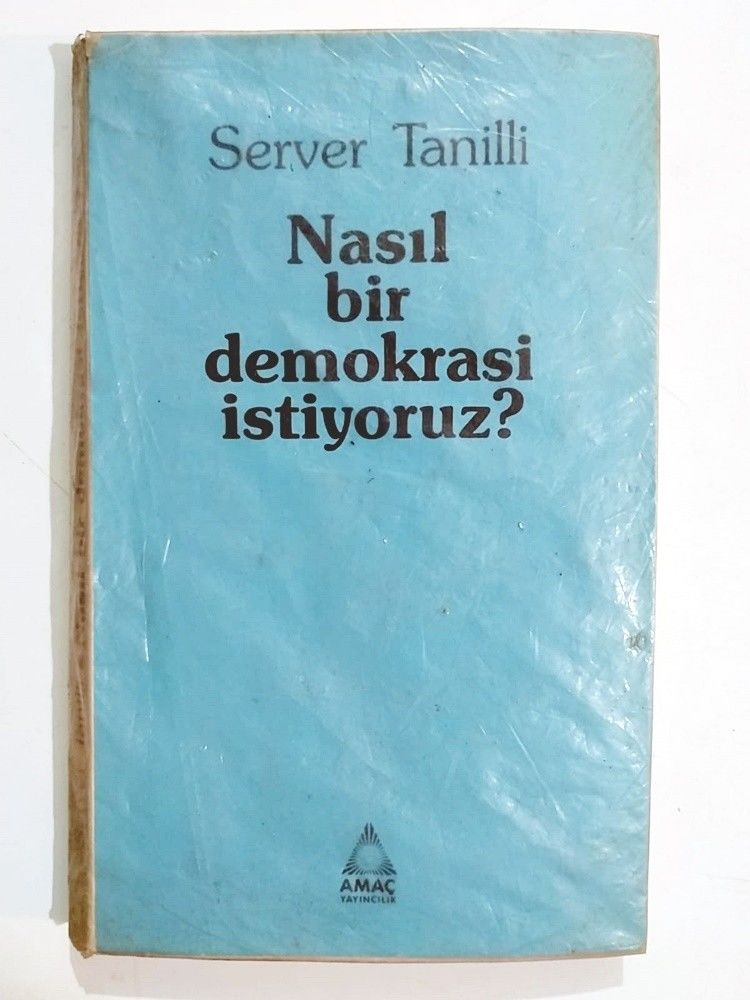 Server Tanilli
Nasıl
bir
demokrasi
istiyoruz?
AMAÇ
YAYINCILIK